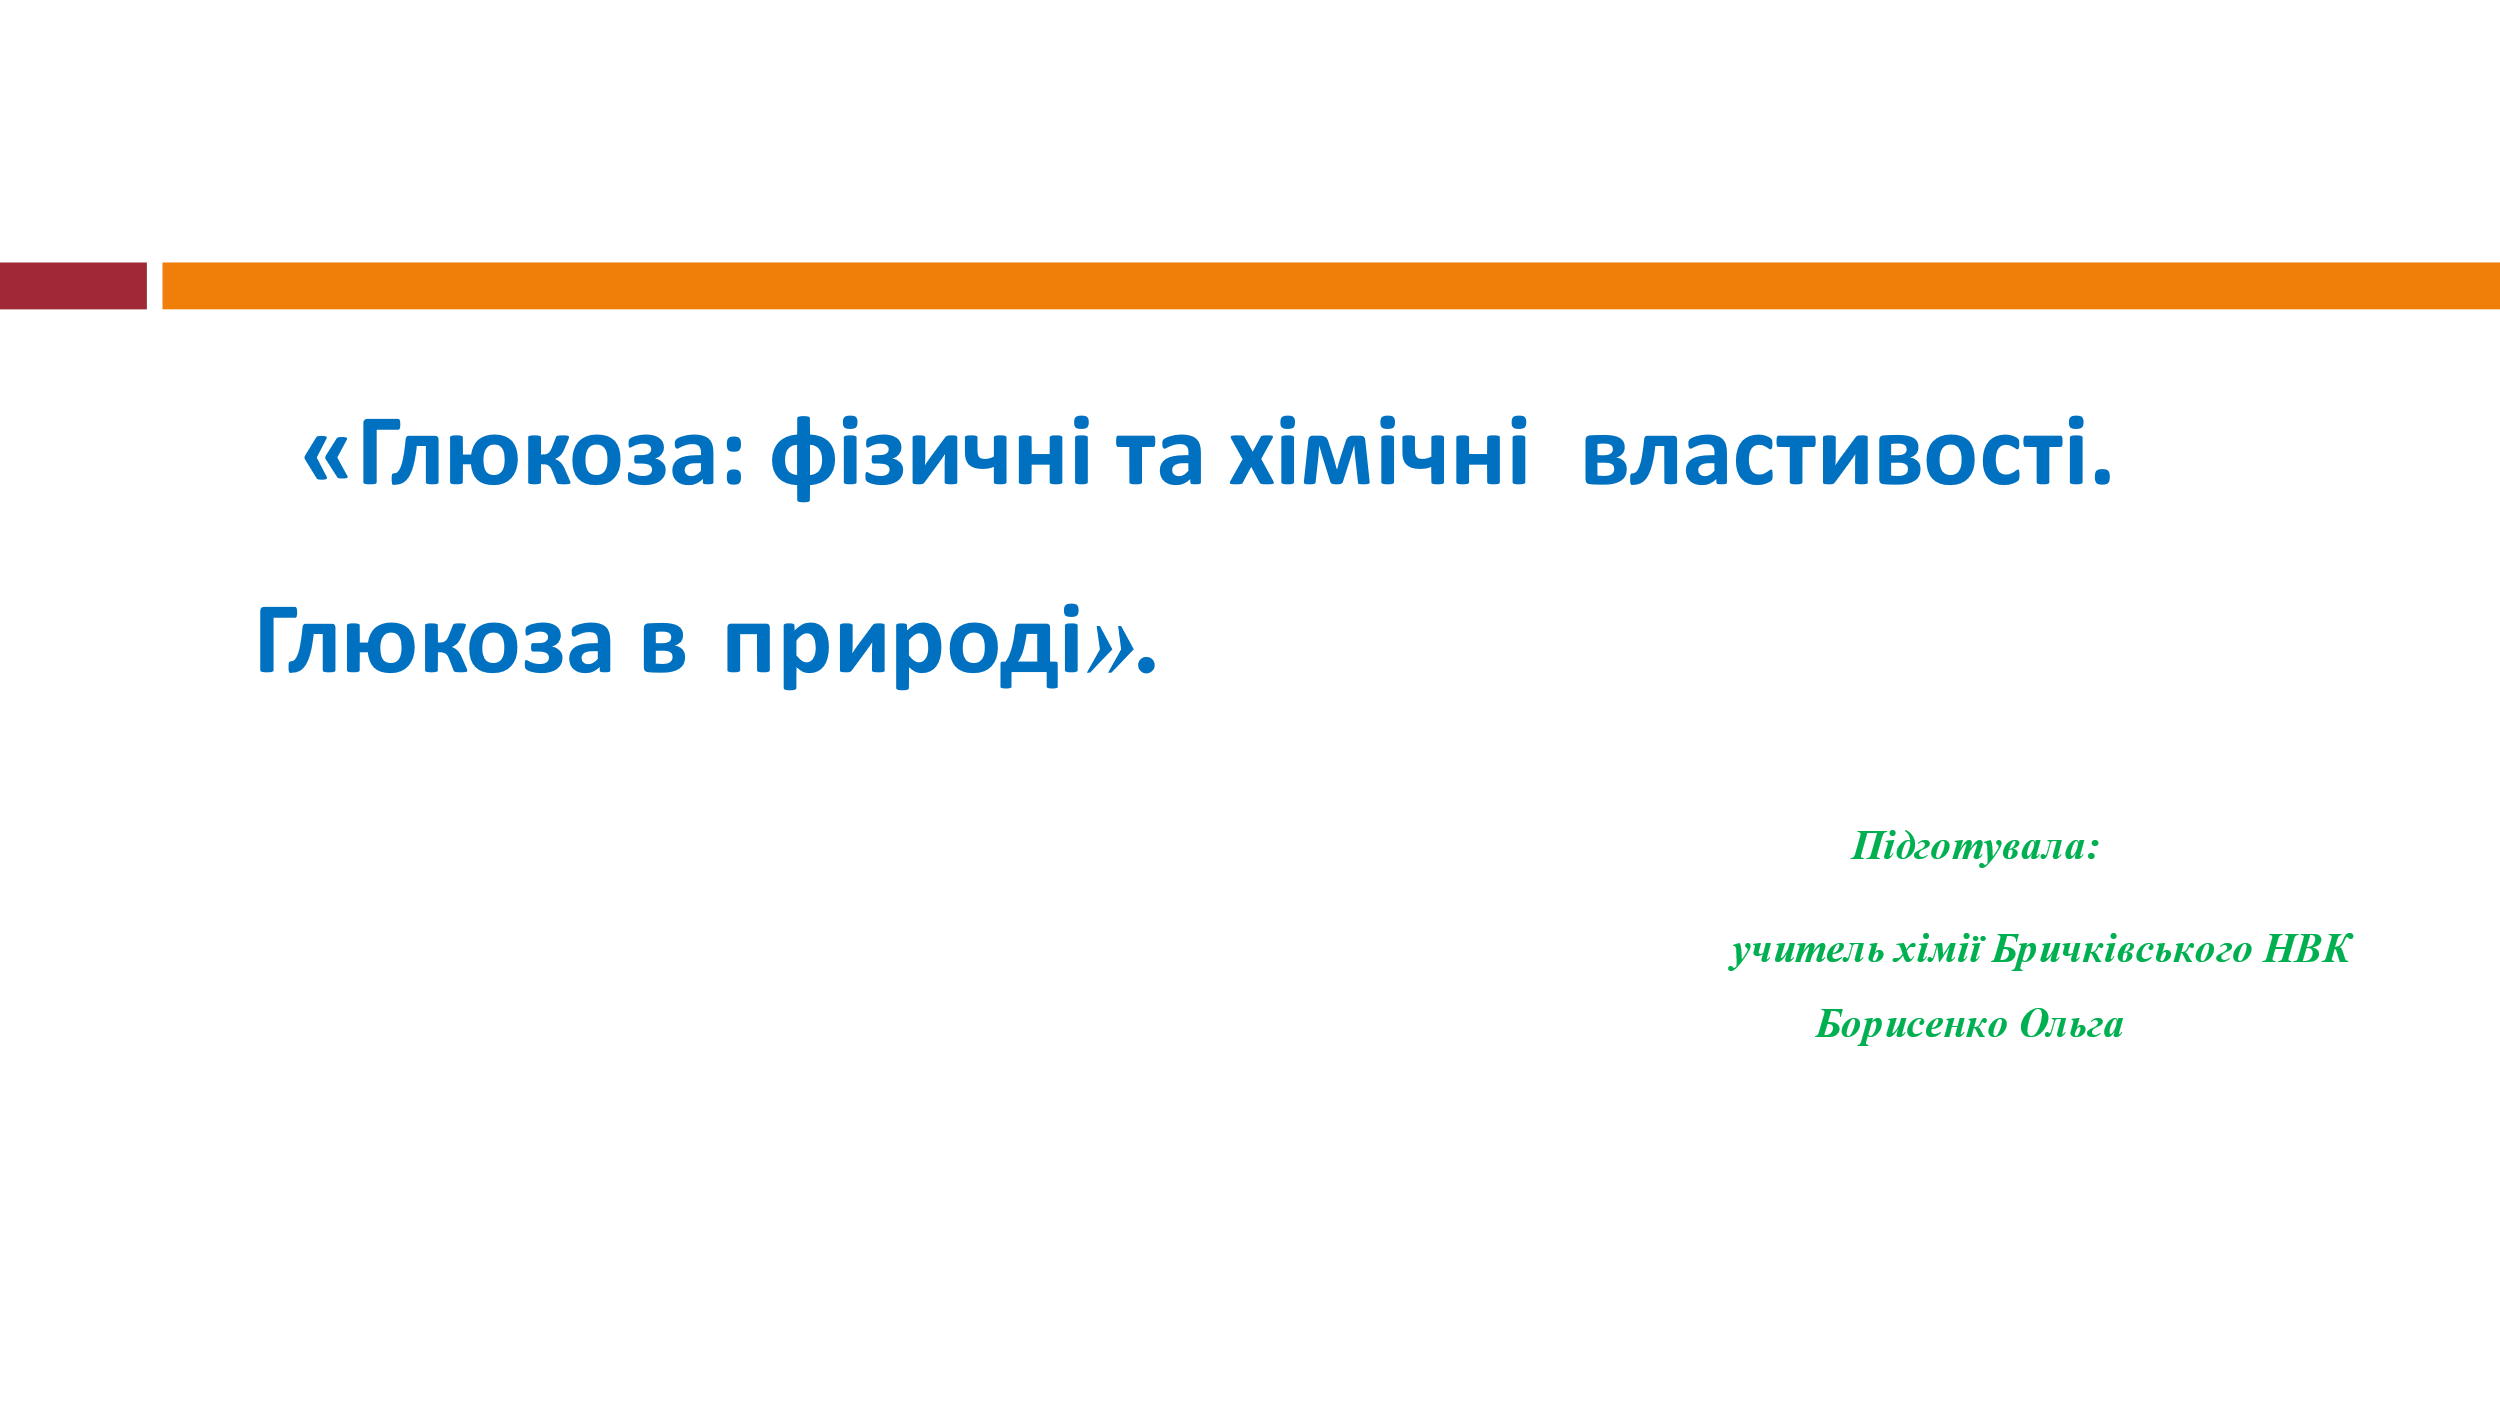 «Глюкоза: фізичні та хімічні властивості.
Глюкоза в природі».
Підготувала:
учитель хімії Бричківського НВК
Борисенко Ольга